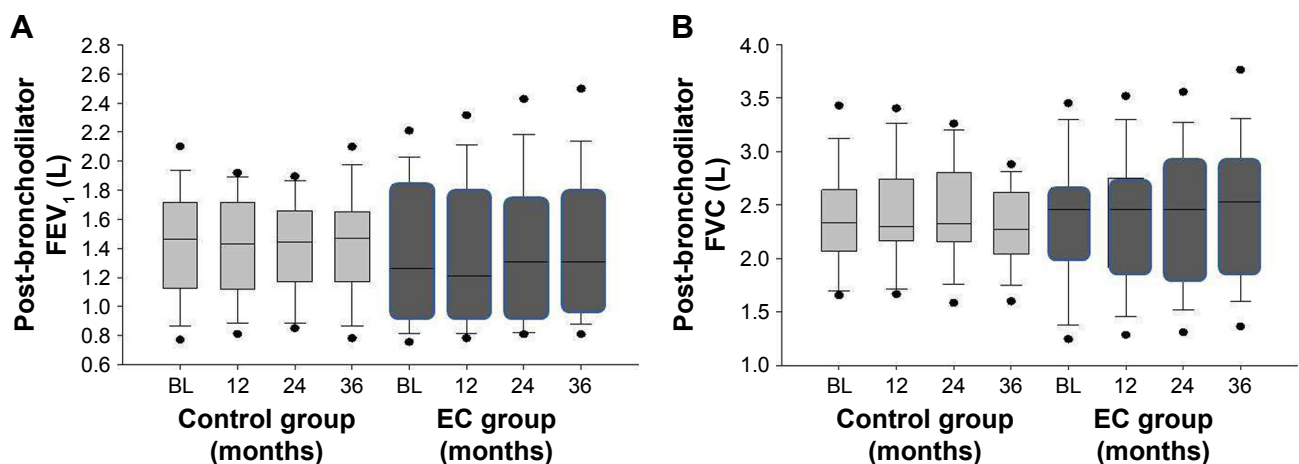 A
Post-bronchodilator
FEV1 (L)
2.8
2.6
2.4
2.2
2.0
1.8
1.6
1.4
1.2
1.0
0.8
0.6
BL 12 24 36 BL 12 24 36
Control group EC group
(months) (months)
B
Post-bronchodilator
FVC (L)
4.0
3.5
3.0
2.5
2.0
1.5
1.0
BL 12 24 36 BL 12 24 36
Control group EC group
(months) (months)